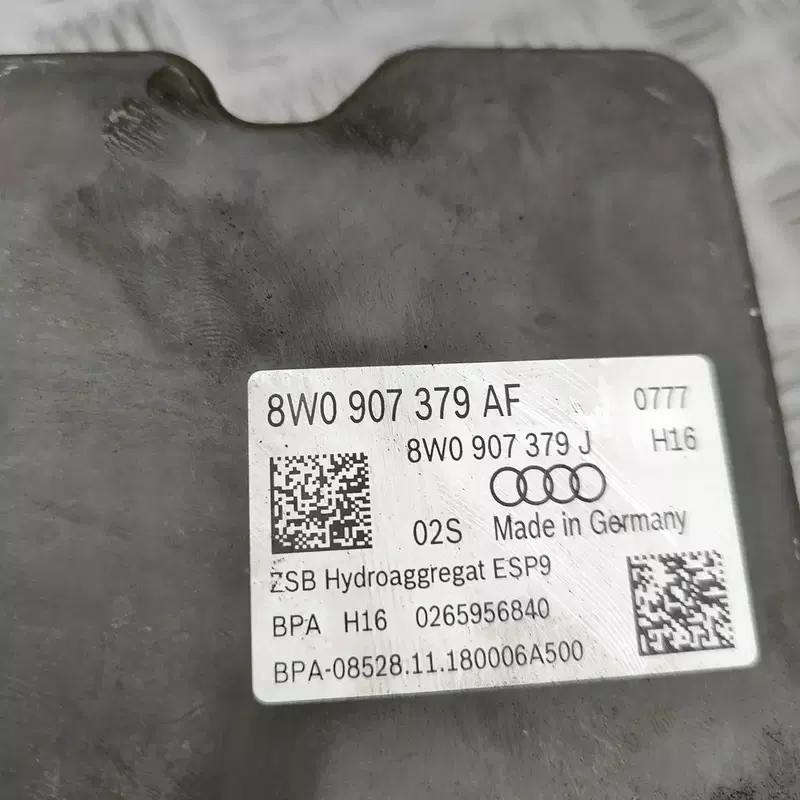 8W0 907 379 AF 0777
8W0 907 379 J H16
02S Made in Germany
ZSB Hydroaggregat ESP9
BPA H16 0265956840
BPA-08528.11.180006A500